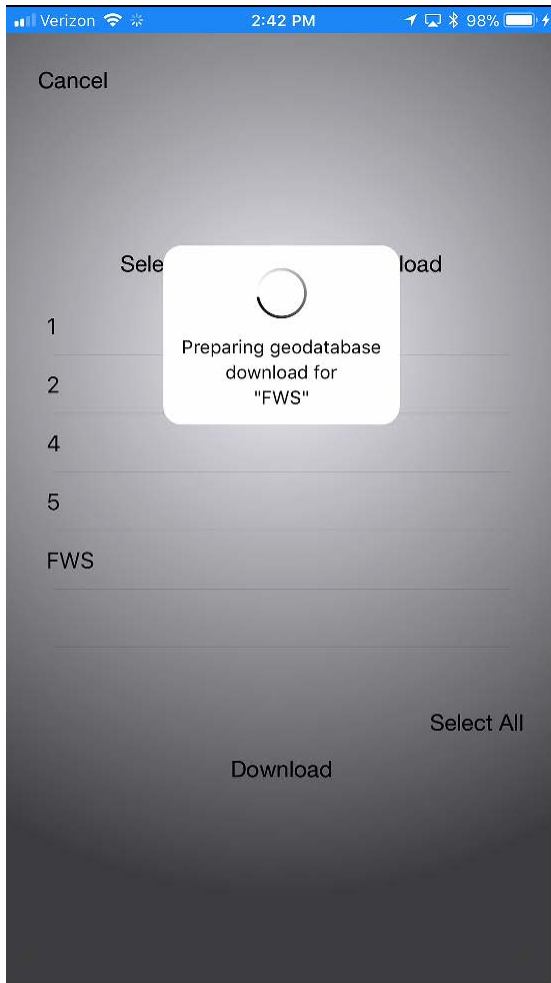 Verizon 2:42 PM 98%
Cancel
Sele load
Preparing geodatabase
download for
"FWS"
1
2
4
5
FWS
Select All
Download